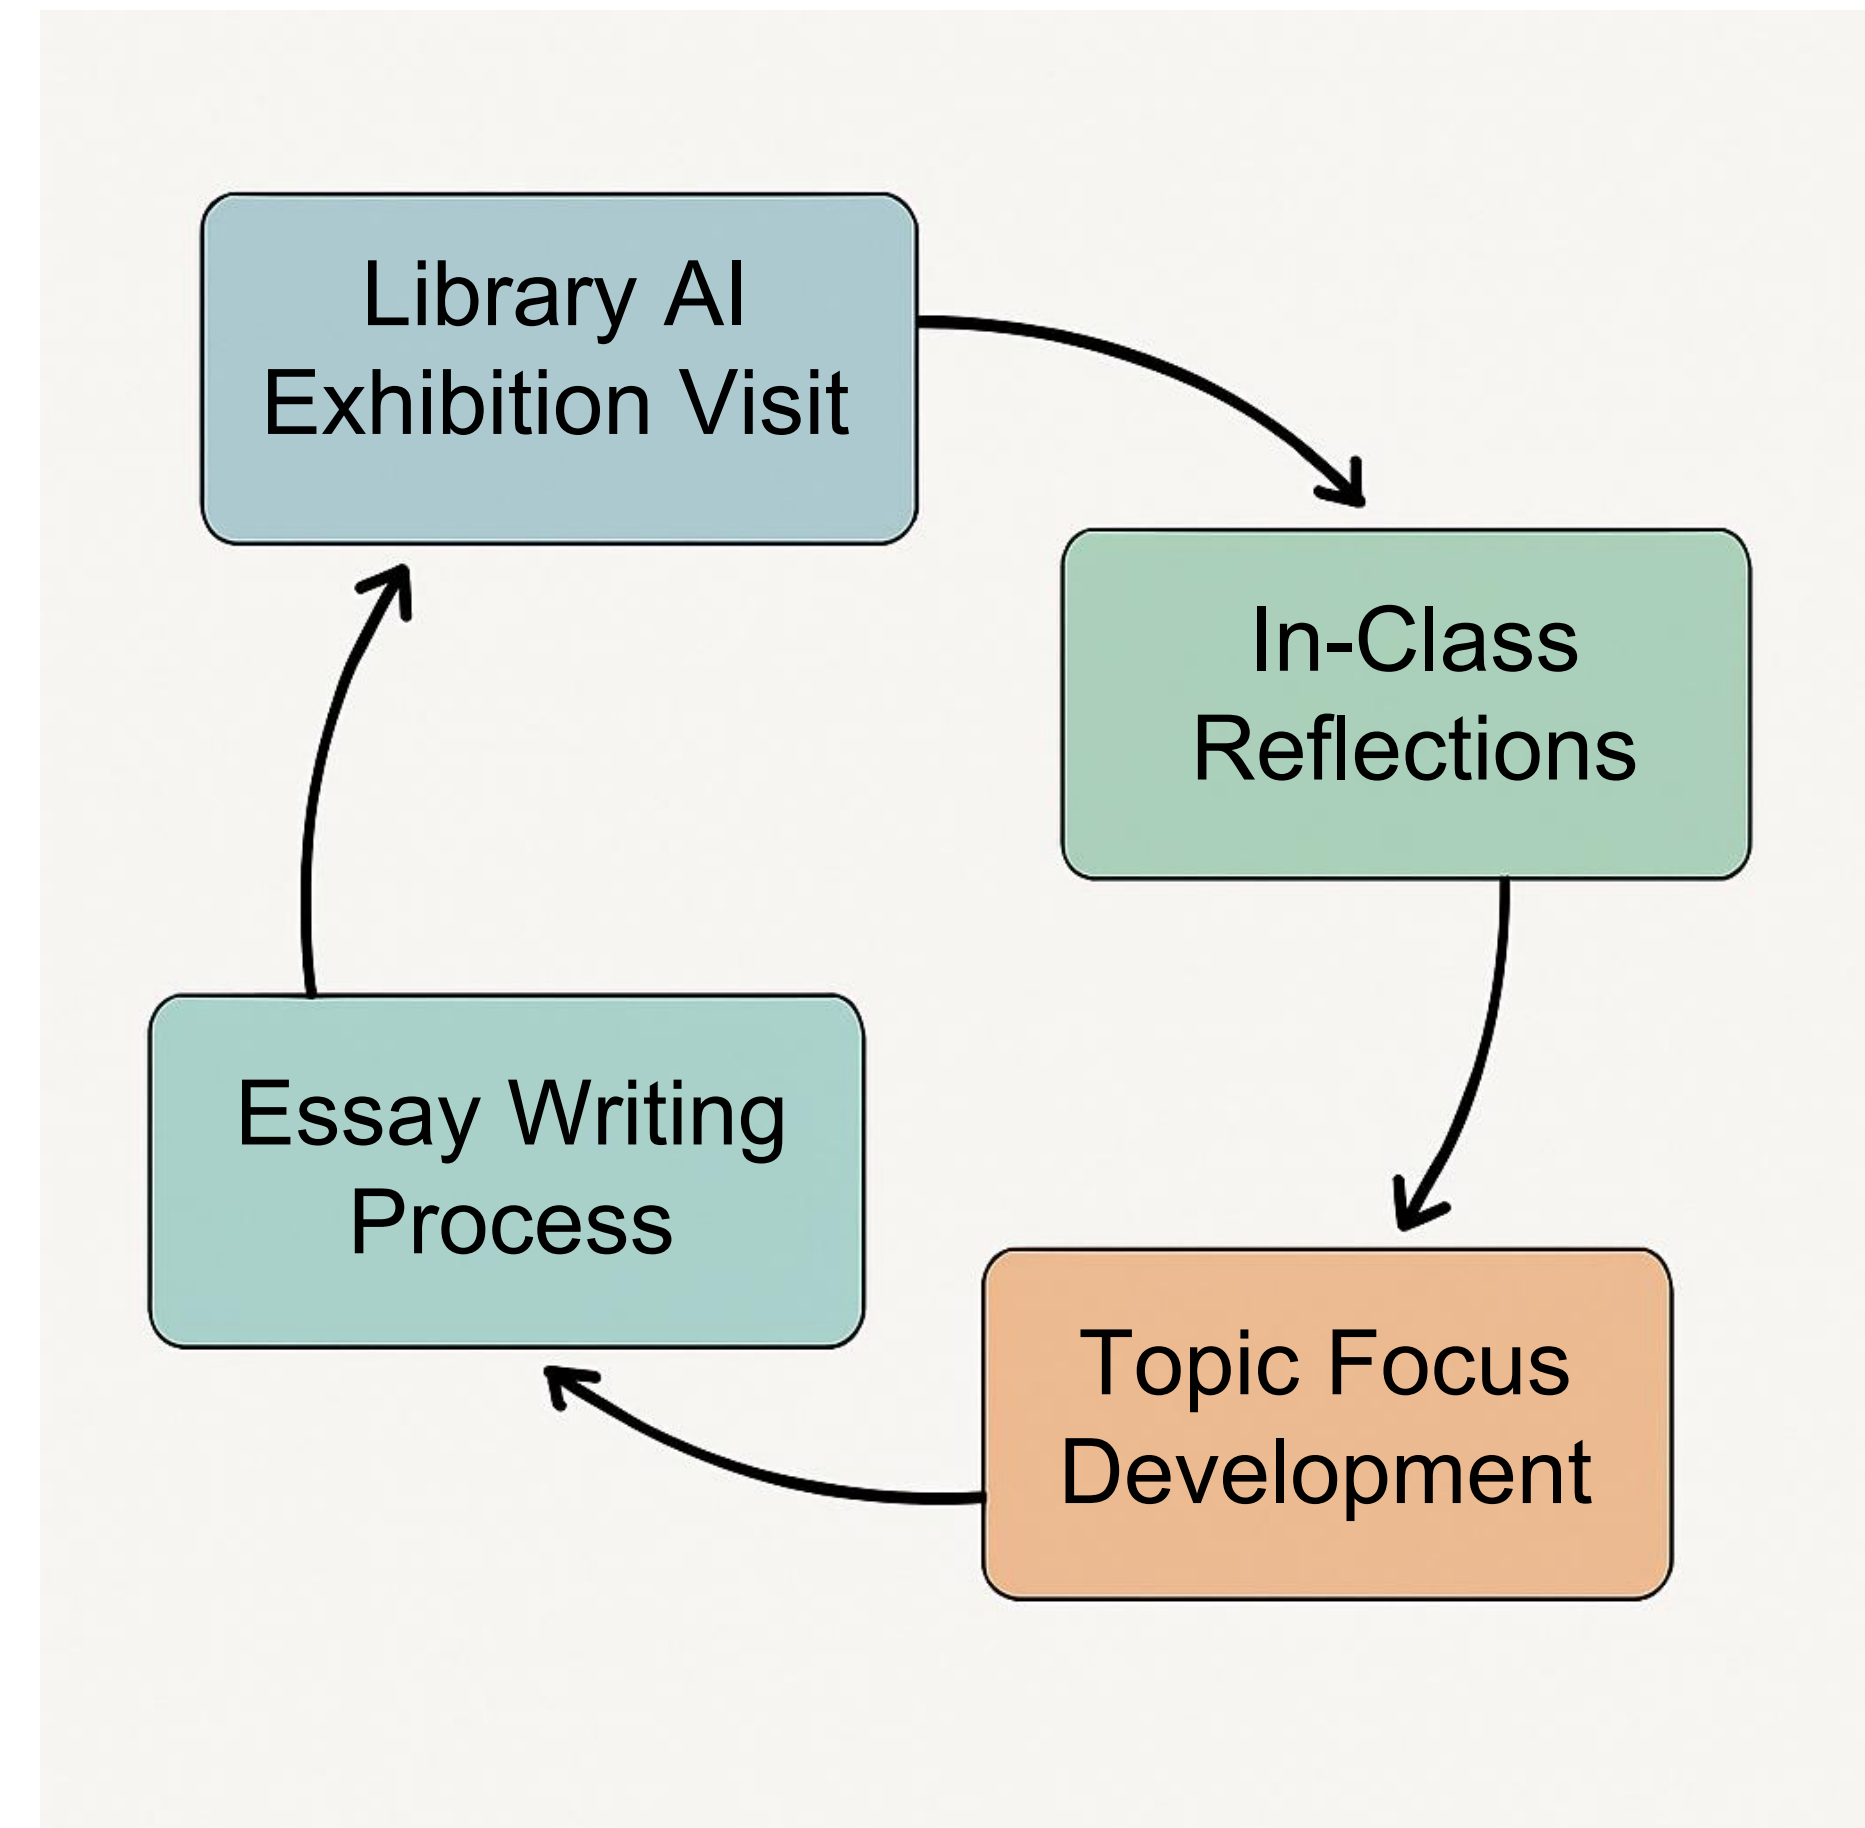 Library AI
Exhibition Visit
In-Class
Reflections
Topic Focus
Development
Essay Writing
Process